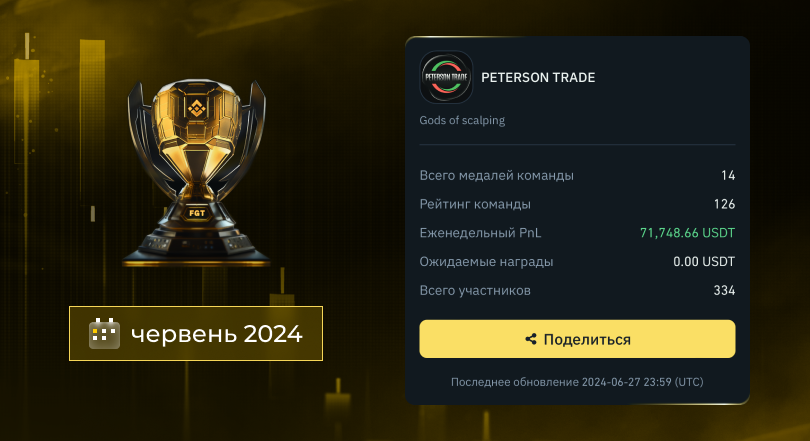 FGT
червень 2024
PETERSON TRADE
PETERSON TRADE
Gods of scalping
Всего медалей команды 14
Рейтинг команды 126
Еженедельный PnL 71,748.66 USDT
Ожидаемые награды 0.00 USDT
Всего участников 334
Поделиться
Последнее обновление 2024-06-27 23:59 (UTC)